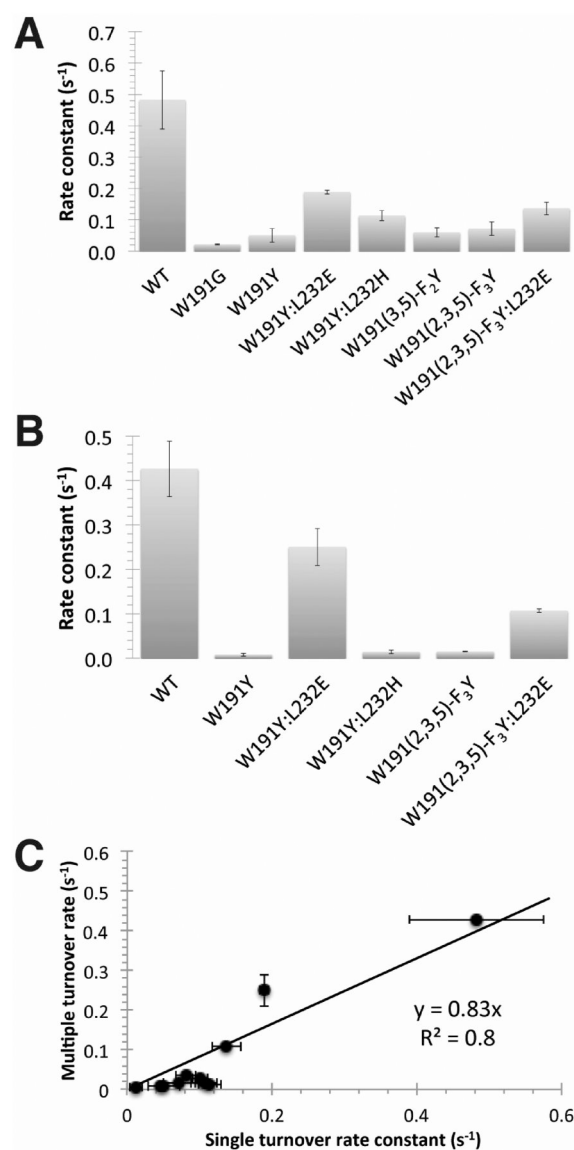 A
Rate constant (s⁻¹)
0.7
0.6
0.5
0.4
0.3
0.2
0.1
0.0
WT
W191G
W191Y
W191Y:L232E
W191Y:L232H
W191(3,5)-F₂Y
W191(2,3,5)-F₃Y
W191(2,3,5)-F₃Y:L232E
B
Rate constant (s⁻¹)
0.5
0.4
0.3
0.2
0.1
0.0
WT
W191Y
W191Y:L232E
W191Y:L232H
W191(2,3,5)-F₃Y
W191(2,3,5)-F₃Y:L232E
C
Multiple turnover rate (s⁻¹)
0.6
0.5
0.4
0.3
0.2
0.1
0
y = 0.83x
R² = 0.8
0
0.2
0.4
0.6
Single turnover rate constant (s⁻¹)